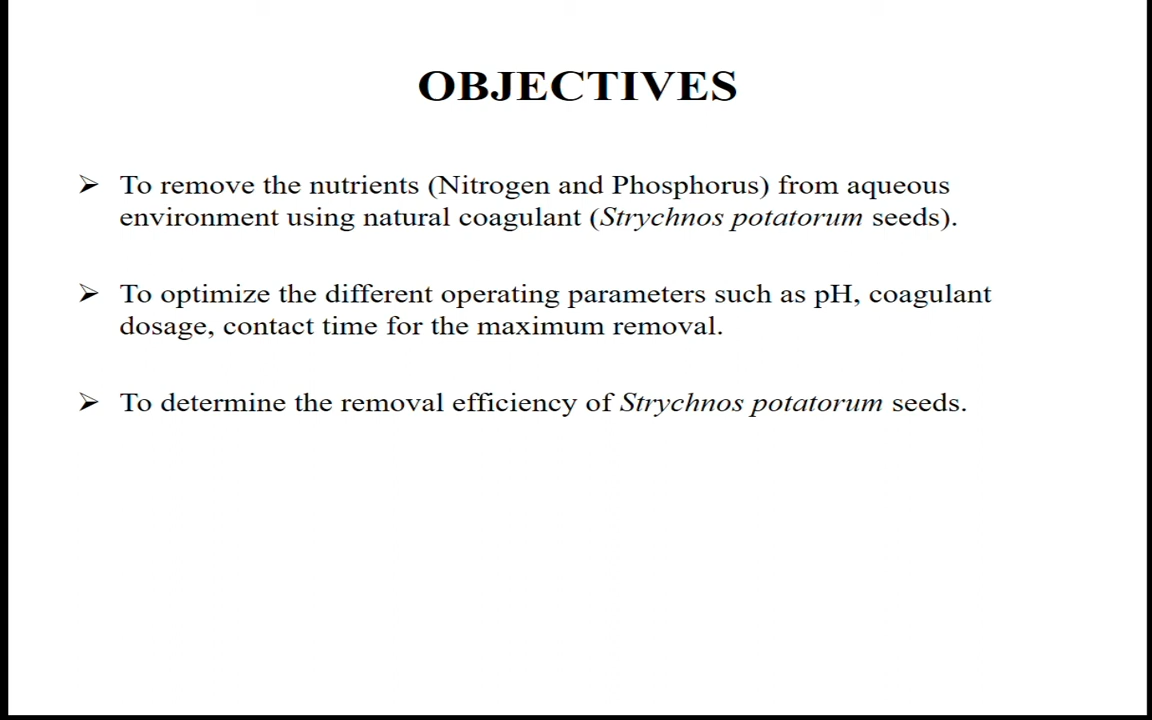 OBJECTIVES
➢ To remove the nutrients (Nitrogen and Phosphorus) from aqueous
environment using natural coagulant (Strychnos potatorum seeds).
➢ To optimize the different operating parameters such as pH, coagulant
dosage, contact time for the maximum removal.
➢ To determine the removal efficiency of Strychnos potatorum seeds.